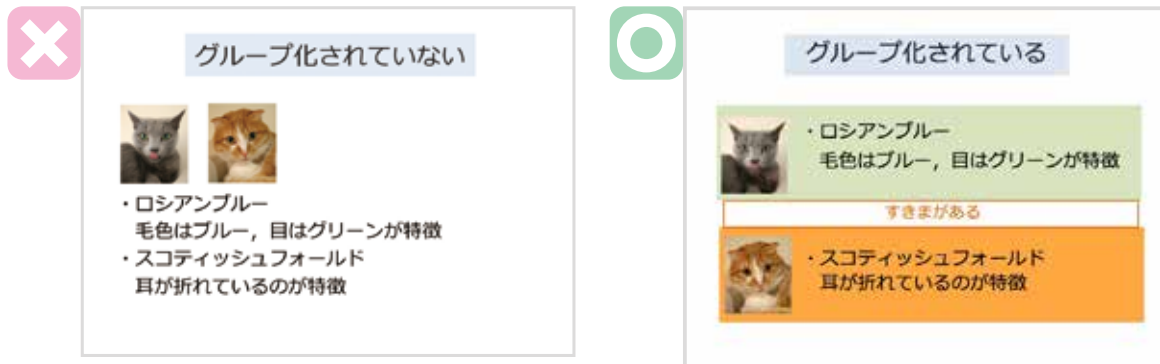 グループ化されていない
・ロシアンブルー
毛色はブルー，目はグリーンが特徴
・スコティッシュフォールド
耳が折れているのが特徴
グループ化されている
・ロシアンブルー
毛色はブルー，目はグリーンが特徴
すきまがある
・スコティッシュフォールド
耳が折れているのが特徴